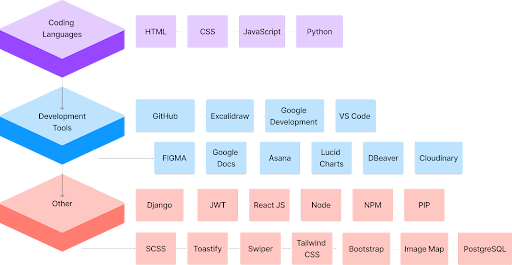 Coding
Languages
HTML
CSS
JavaScript
Python
Development
Tools
GitHub
Excalidraw
Google
Development
VS Code
FIGMA
Google
Docs
Asana
Lucid
Charts
DBeaver
Cloudinary
Other
Django
JWT
React JS
Node
NPM
PIP
SCSS
Toastify
Swiper
Tailwind
CSS
Bootstrap
Image Map
PostgreSQL